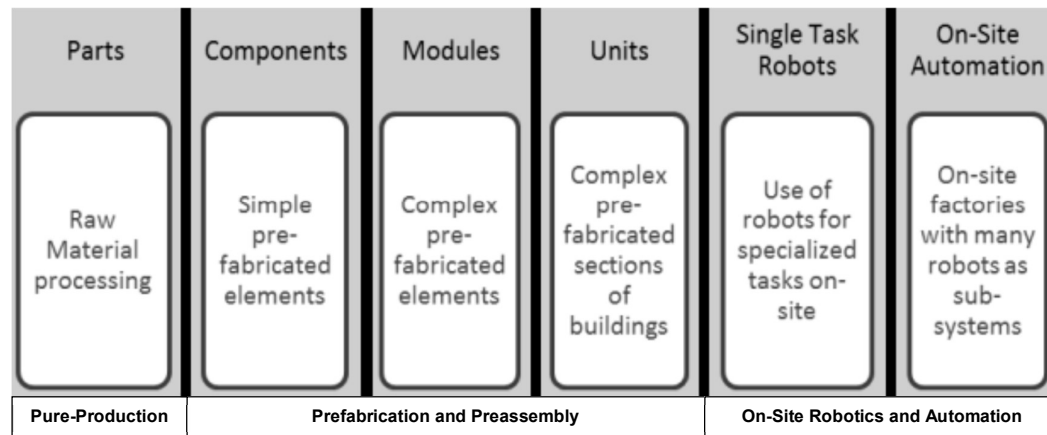 Parts
Components
Modules
Units
Single Task
Robots
On-Site
Automation
Raw
Material
processing
Simple
pre-
fabricated
elements
Complex
pre-
fabricated
elements
Complex
pre-
fabricated
sections
of
buildings
Use of
robots for
specialized
tasks on-
site
On-site
factories
with many
robots as
sub-
systems
Pure-Production
Prefabrication and Preassembly
On-Site Robotics and Automation